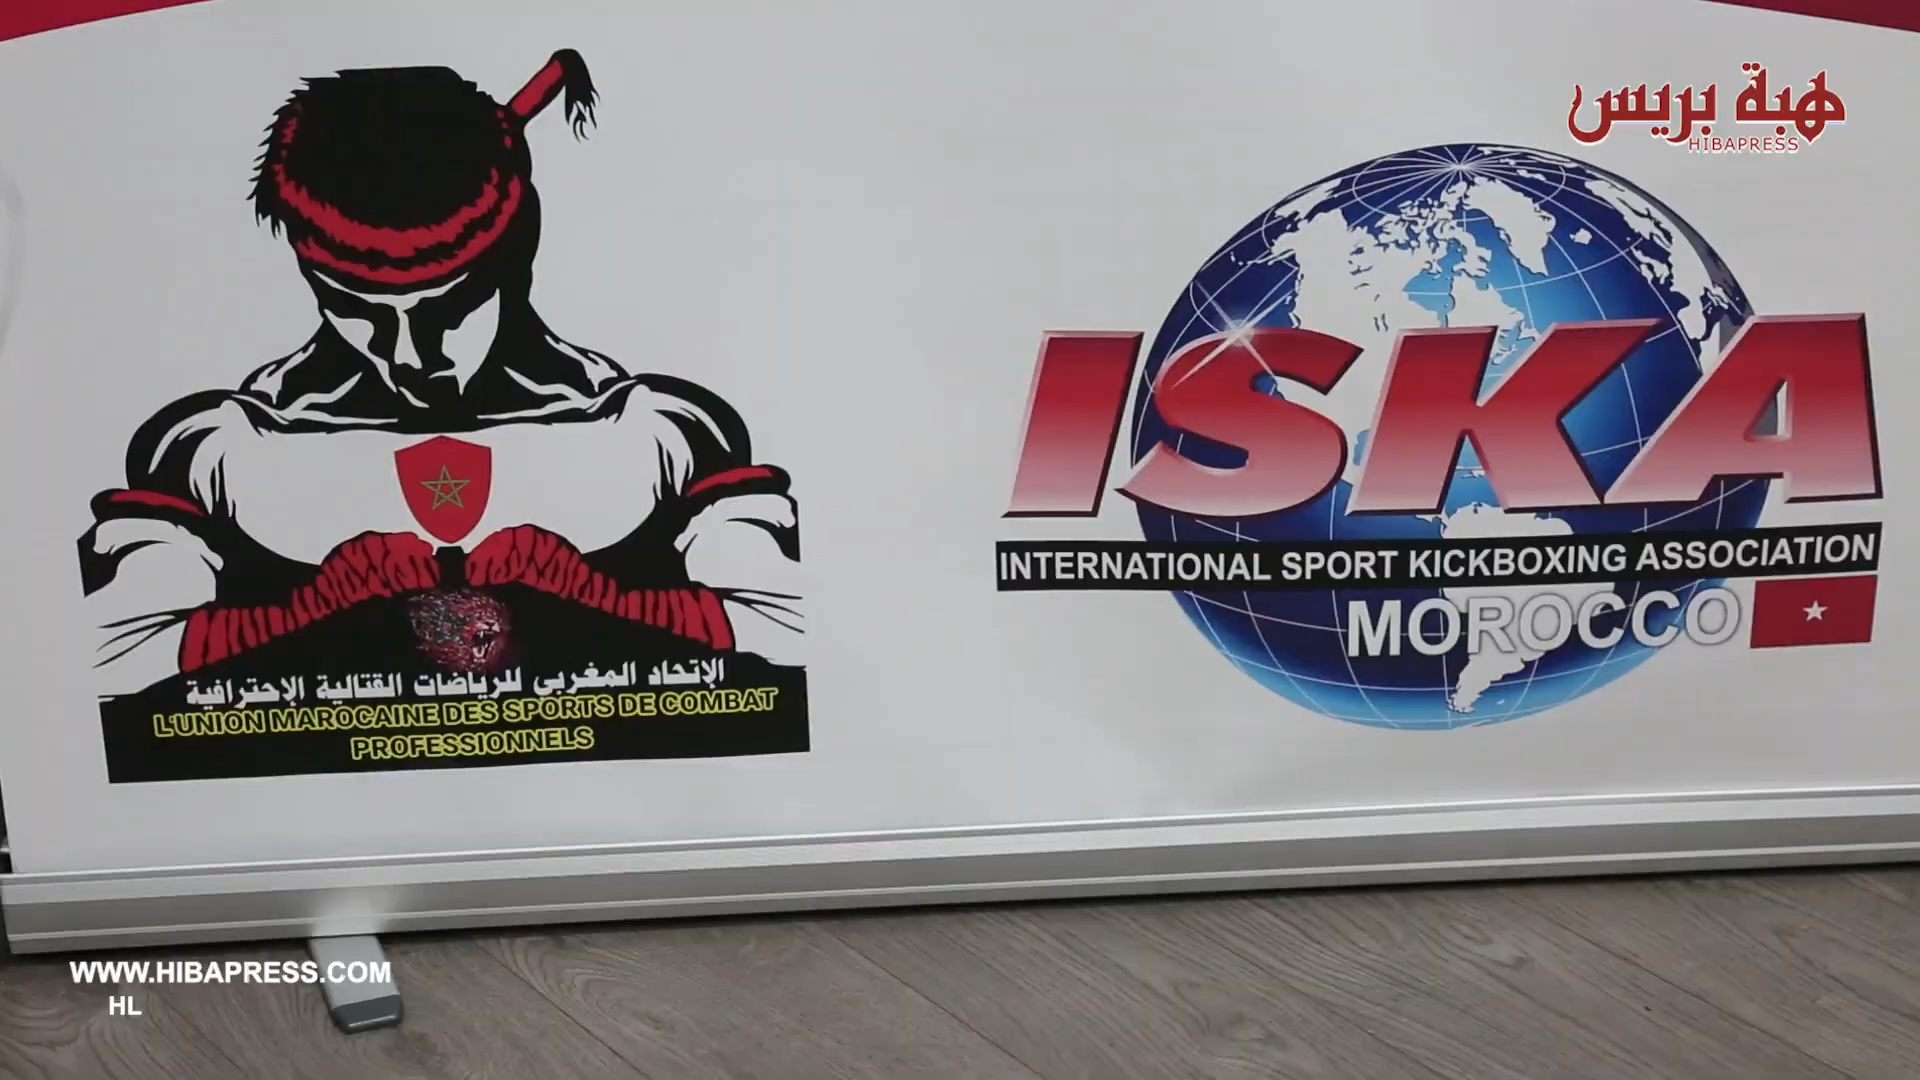 هبة بريس
HIBAPRESS
ISKA
INTERNATIONAL SPORT KICKBOXING ASSOCIATION
MOROCCO
الإتحاد المغربي للرياضات القتالية الإحترافية
L'UNION MAROCAINE DES SPORTS DE COMBAT
PROFESSIONNELS
WWW.HIBAPRESS.COM
HL